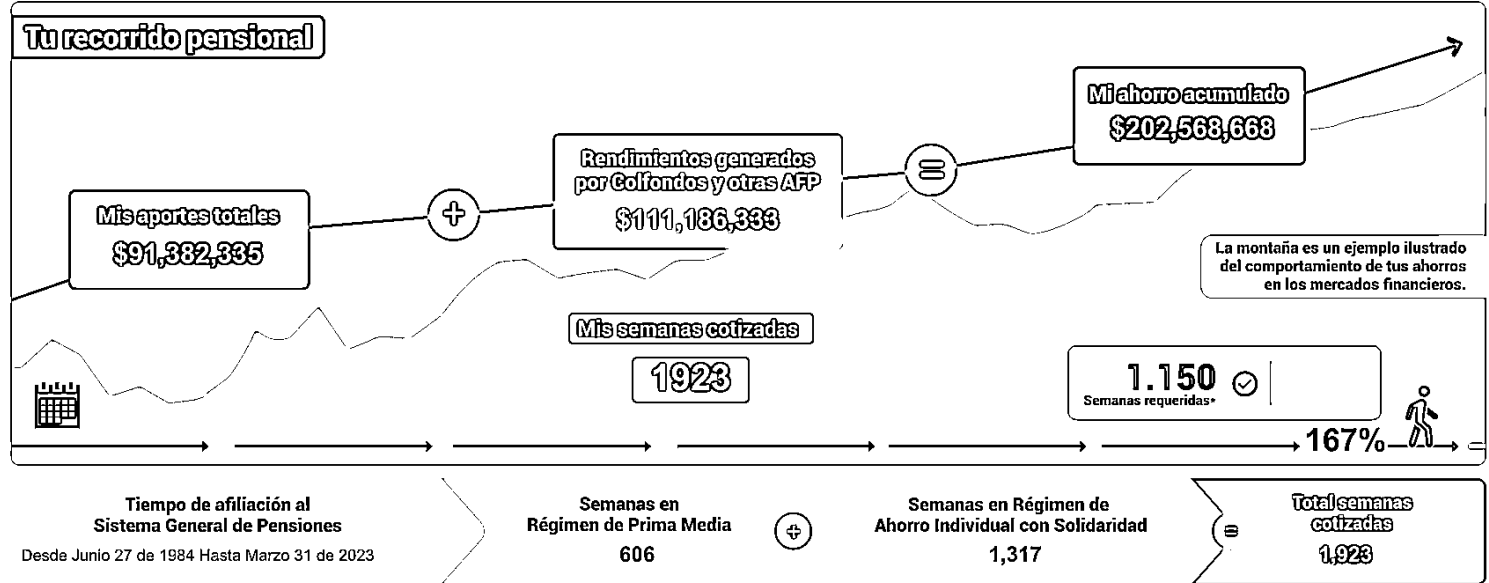 Tu recorrido pensional
Mi ahorro acumulado
$202,568,668
Rendimientos generados
por Colfondos y otras AFP
$111,186,333
Mis aportes totales
$91,382,335
La montaña es un ejemplo ilustrado
del comportamiento de tus ahorros
en los mercados financieros.
Mis semanas cotizadas
1923
1.150
Semanas requeridas*
167%
Tiempo de afiliación al
Sistema General de Pensiones
Desde Junio 27 de 1984 Hasta Marzo 31 de 2023
Semanas en
Régimen de Prima Media
606
+
Semanas en Régimen de
Ahorro Individual con Solidaridad
1,317
=
Total semanas
cotizadas
1,923